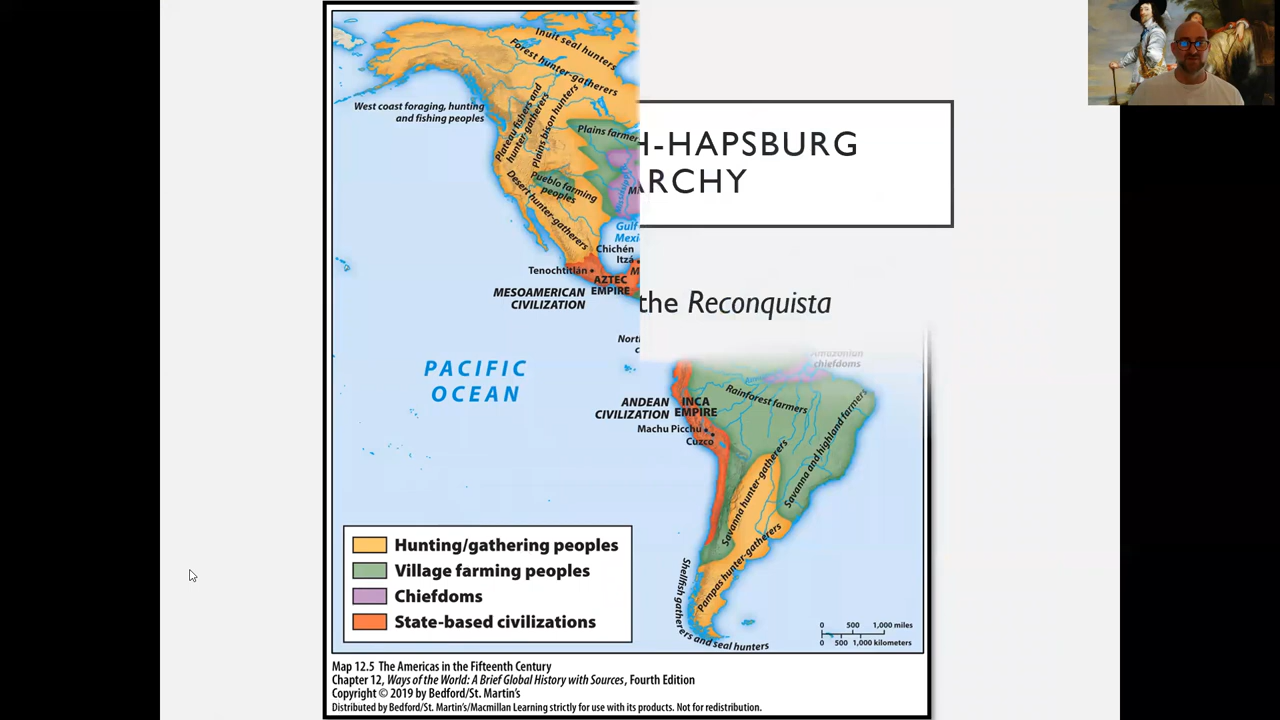 Inuit seal hunters
Forest hunter-gatherers
West coast foraging, hunting
and fishing peoples
Plateau fishers and
hunter-gatherers
Plains bison hunters
Plains farmer
H-HAPSBURG
ARCHY
Pueblo farming
peoples
Desert hunter-gatherers
Mississippi
Gulf
Mexi
Chichén
Itzá
Tenochtitlán
AZTEC
EMPIRE
MESOAMERICAN
CIVILIZATION
the Reconquista
PACIFIC
OCEAN
Amazonian
chiefdoms
Rainforest farmers
ANDEAN
CIVILIZATION
INCA
EMPIRE
Machu Picchu
Cuzco
Savanna and highland farmers
Savanna hunter-gatherers
Pampas hunter-gatherers
Shellfish gatherers and seal hunters
Hunting/gathering peoples
Village farming peoples
Chiefdoms
State-based civilizations
0 500 1,000 miles
0 500 1,000 kilometers
Map 12.5 The Americas in the Fifteenth Century
Chapter 12, Ways of the World: A Brief Global History with Sources, Fourth Edition
Copyright © 2019 by Bedford/St. Martin's
Distributed by Bedford/St. Martin's/Macmillan Learning strictly for use with its products. Not for redistribution.